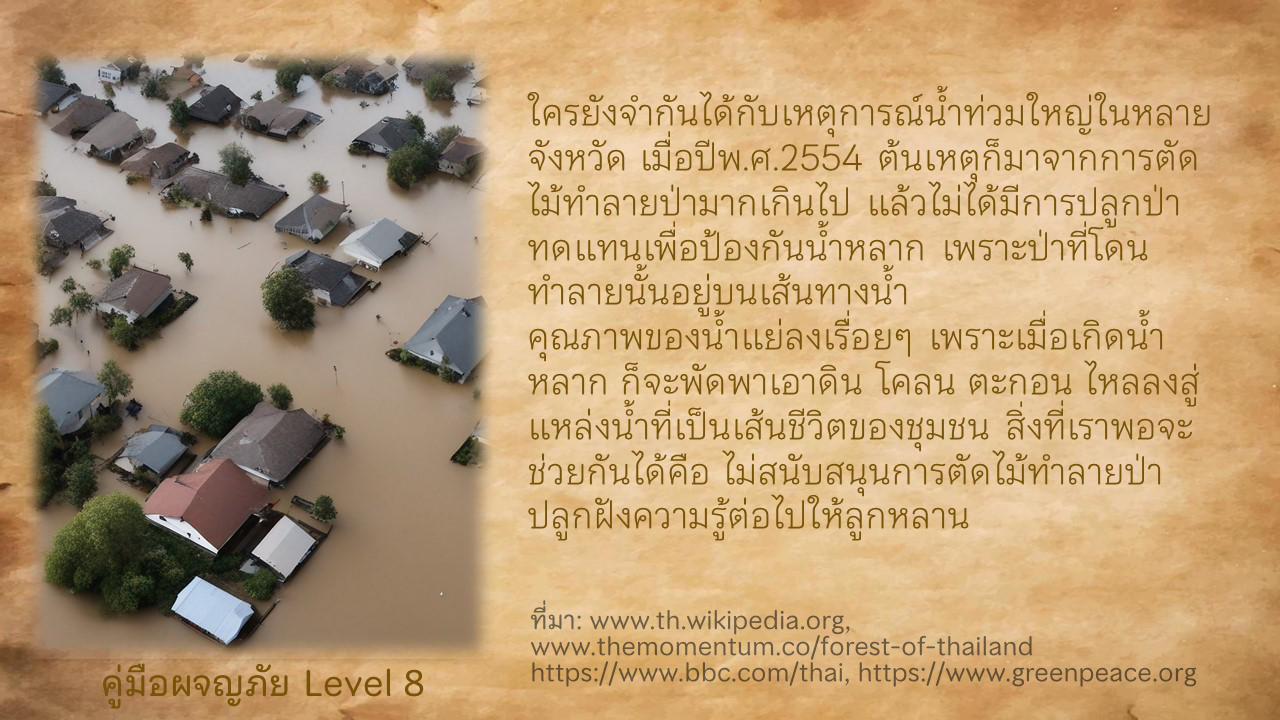 ใครยังจำกันได้กับเหตุการณ์น้ำท่วมใหญ่ในหลาย
จังหวัด เมื่อปีพ.ศ.2554 ต้นเหตุก็มาจากการตัด
ไม้ทำลายป่ามากเกินไป แล้วไม่ได้มีการปลูกป่า
ทดแทนเพื่อป้องกันน้ำหลาก เพราะป่าที่โดน
ทำลายนั้นอยู่บนเส้นทางน้ำ
คุณภาพของน้ำแย่ลงเรื่อยๆ เพราะเมื่อเกิดน้ำ
หลาก ก็จะพัดพาเอาดิน โคลน ตะกอน ไหลลงสู่
แหล่งน้ำที่เป็นเส้นชีวิตของชุมชน สิ่งที่เราพอจะ
ช่วยกันได้คือ ไม่สนับสนุนการตัดไม้ทำลายป่า
ปลูกฝังความรู้ต่อไปให้ลูกหลาน
ที่มา: www.th.wikipedia.org,
www.themomentum.co/forest-of-thailand
https://www.bbc.com/thai, https://www.greenpeace.org
คู่มือผจญภัย Level 8